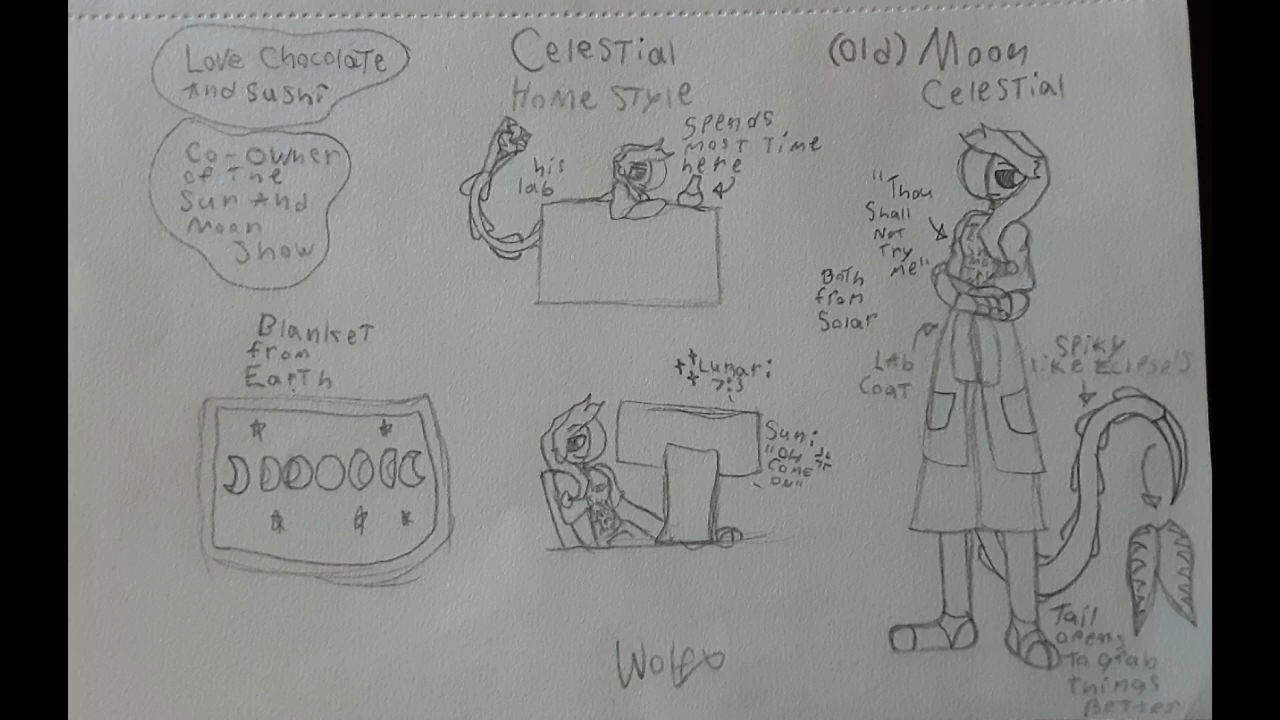 Love Chocolate
And Sushi
Co-Owner
of The
Sun And
Moon
Show
Blanket
from
Earth
Celestial
Home Style
his
lab
Spends
most Time
here
Lunar:
>:3
Sun:
"OH
COME
ON"
Wolfo
(Old) Moon
Celestial
"Thou
Shall
Not
Try
me"
Both
from
Solar
LAb
Coat
Spiky
like Eclipse's
Tail
opens
To Grab
things
Better